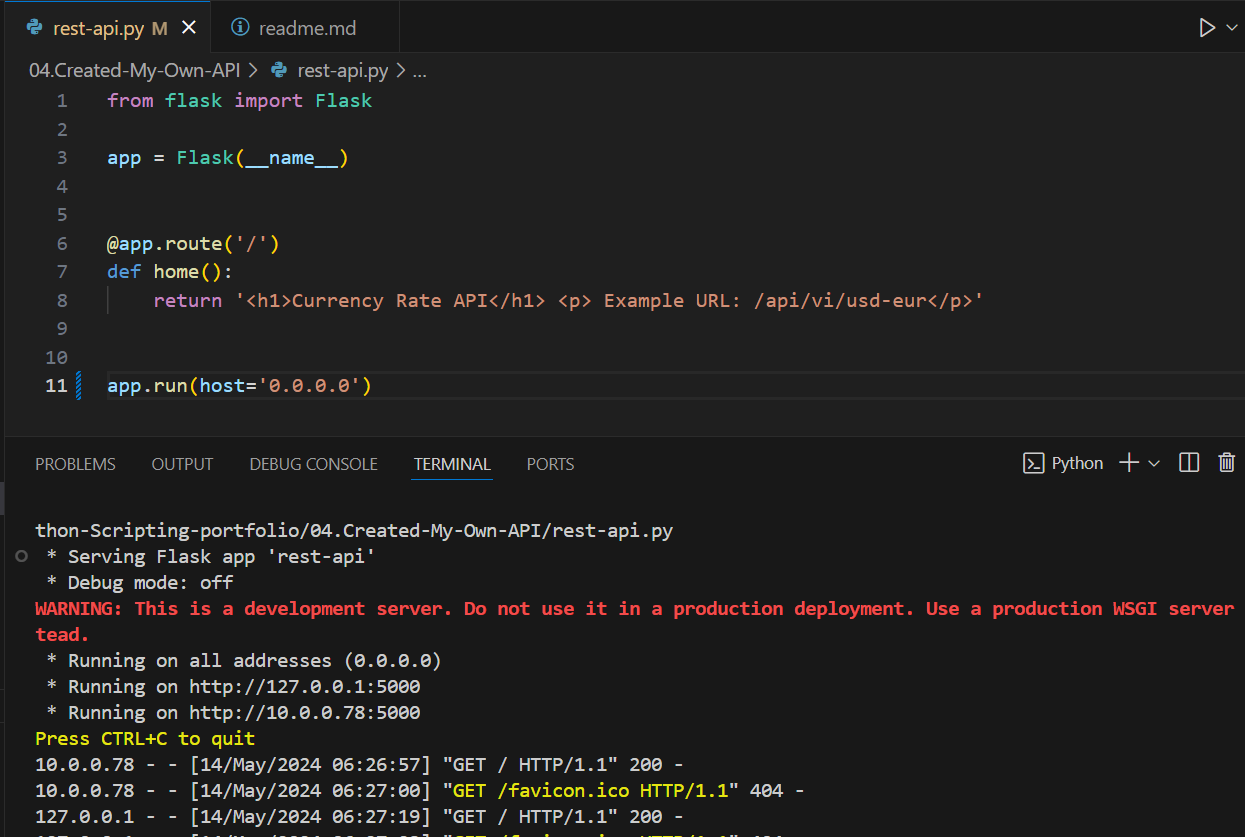 rest-api.py M
readme.md
04.Created-My-Own-API > rest-api.py > ...
1 from flask import Flask
2
3 app = Flask(__name__)
4
5
6 @app.route('/')
7 def home():
8     return '<h1>Currency Rate API</h1> <p> Example URL: /api/vi/usd-eur</p>'
9
10
11 app.run(host='0.0.0.0')
PROBLEMS OUTPUT DEBUG CONSOLE TERMINAL PORTS Python
thon-Scripting-portfolio/04.Created-My-Own-API/rest-api.py
 * Serving Flask app 'rest-api'
 * Debug mode: off
WARNING: This is a development server. Do not use it in a production deployment. Use a production WSGI server
tead.
 * Running on all addresses (0.0.0.0)
 * Running on http://127.0.0.1:5000
 * Running on http://10.0.0.78:5000
Press CTRL+C to quit
10.0.0.78 - - [14/May/2024 06:26:57] "GET / HTTP/1.1" 200 -
10.0.0.78 - - [14/May/2024 06:27:00] "GET /favicon.ico HTTP/1.1" 404 -
127.0.0.1 - - [14/May/2024 06:27:19] "GET / HTTP/1.1" 200 -